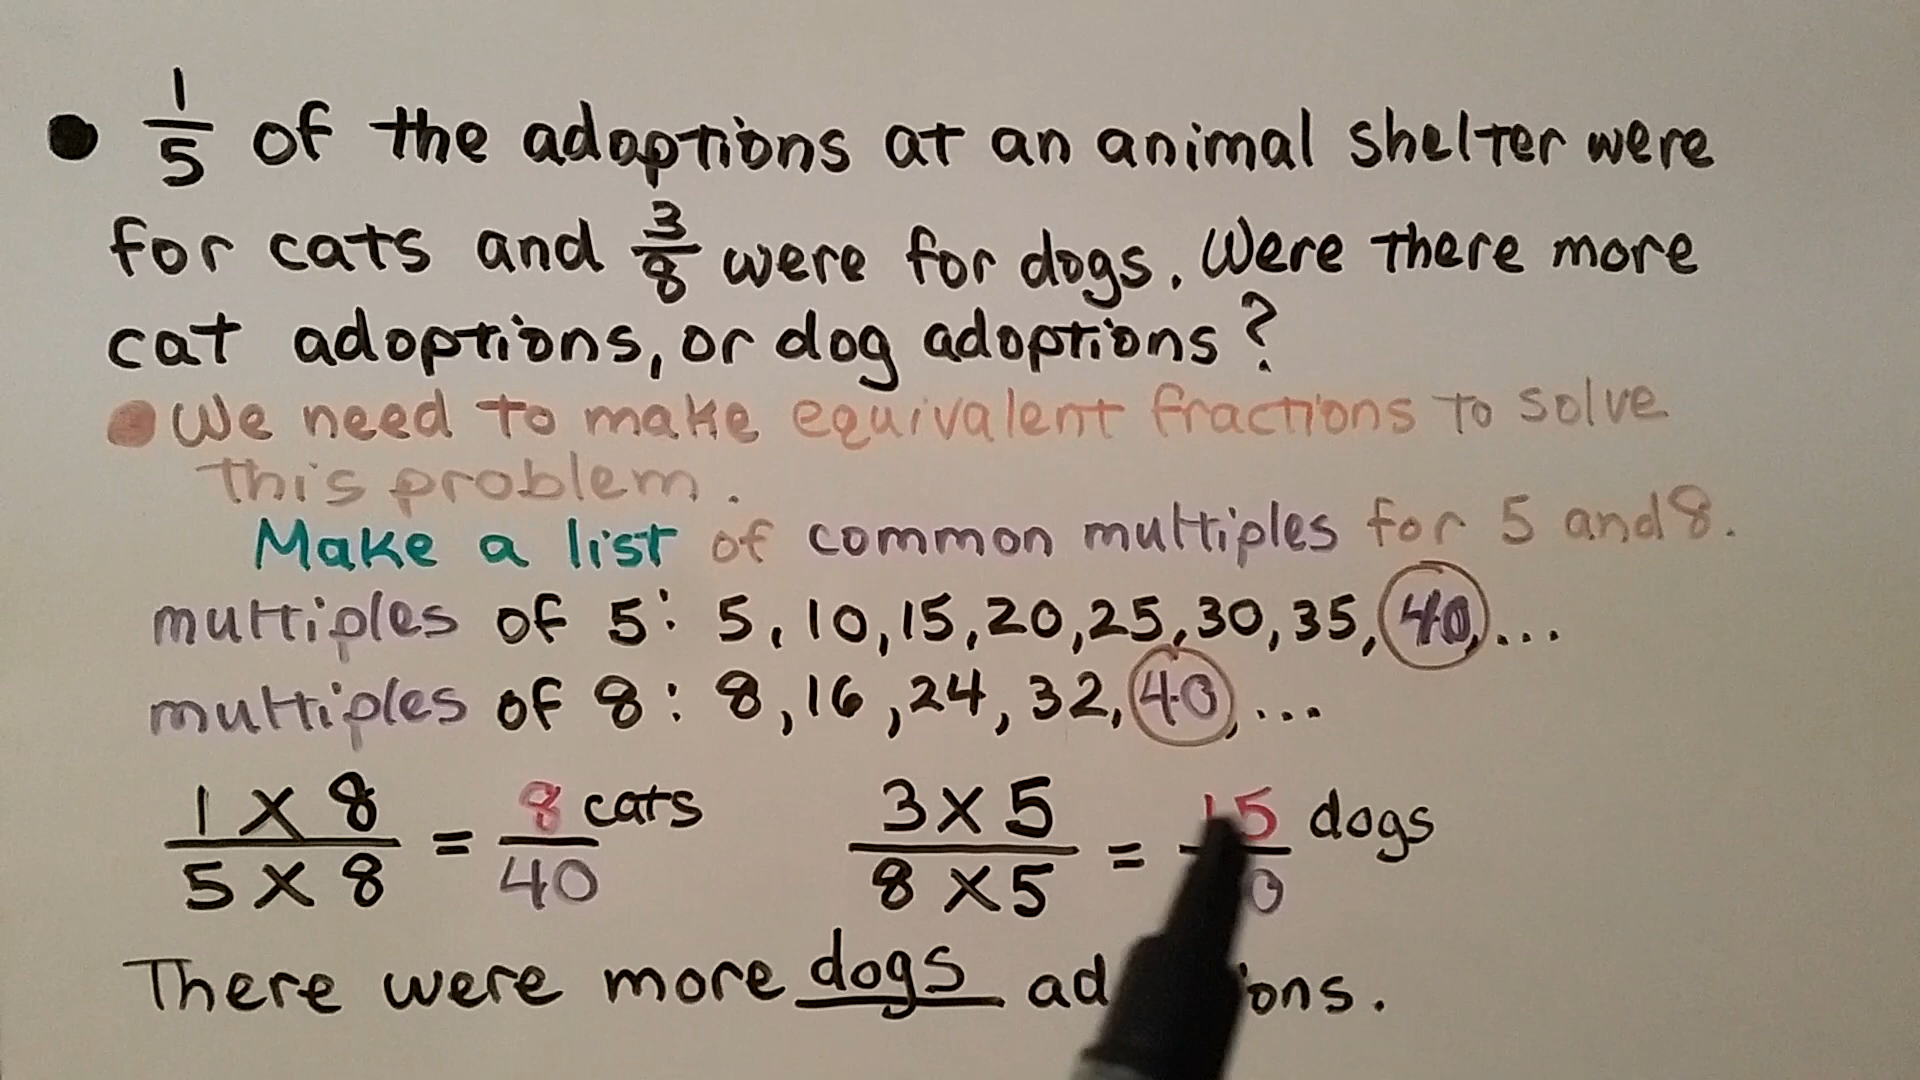 ● 1/5 of the adoptions at an animal shelter were
for cats and 3/8 were for dogs. Were there more
cat adoptions, or dog adoptions?
● We need to make equivalent fractions to solve
this problem.
Make a list of common multiples for 5 and 8.
multiples of 5: 5, 10, 15, 20, 25, 30, 35, 40, ...
multiples of 8: 8, 16, 24, 32, 40, ...
1 x 8 / 5 x 8 = 8/40 cats 3 x 5 / 8 x 5 = 15/ 0 dogs
There were more dogs